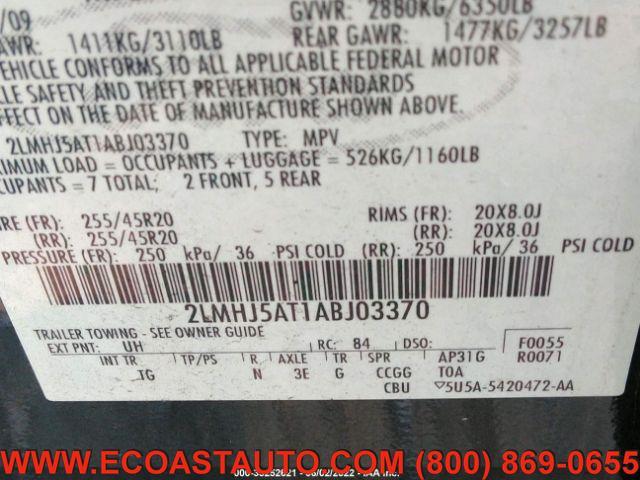 /09 GVWR: 2880KG/6350LB
GAWR: 1411KG/3110LB REAR GAWR: 1477KG/3257LB
VEHICLE CONFORMS TO ALL APPLICABLE FEDERAL MOTOR
LE SAFETY AND THEFT PREVENTION STANDARDS
EFFECT ON THE DATE OF MANUFACTURE SHOWN ABOVE.
2LMHJ5AT1ABJ03370 TYPE: MPV
IMUM LOAD = OCCUPANTS + LUGGAGE = 526KG/1160LB
CUPANTS = 7 TOTAL; 2 FRONT, 5 REAR
RE (FR): 255/45R20 RIMS (FR): 20X8.0J
(RR): 255/45R20 (RR): 20X8.0J
PRESSURE (FR): 250 kPa/ 36 PSI COLD (RR): 250 kPa/ 36 PSI COLD
2LMHJ5AT1ABJ03370
TRAILER TOWING - SEE OWNER GUIDE
EXT PNT: UH RC: 84 DSO: F0055
INT TR TP/PS R AXLE TR SPR AP31G R0071
TG N 3E G CCGG TOA
CBU 5U5A-5420472-AA
WWW.ECOASTAUTO.COM (800) 869-0655